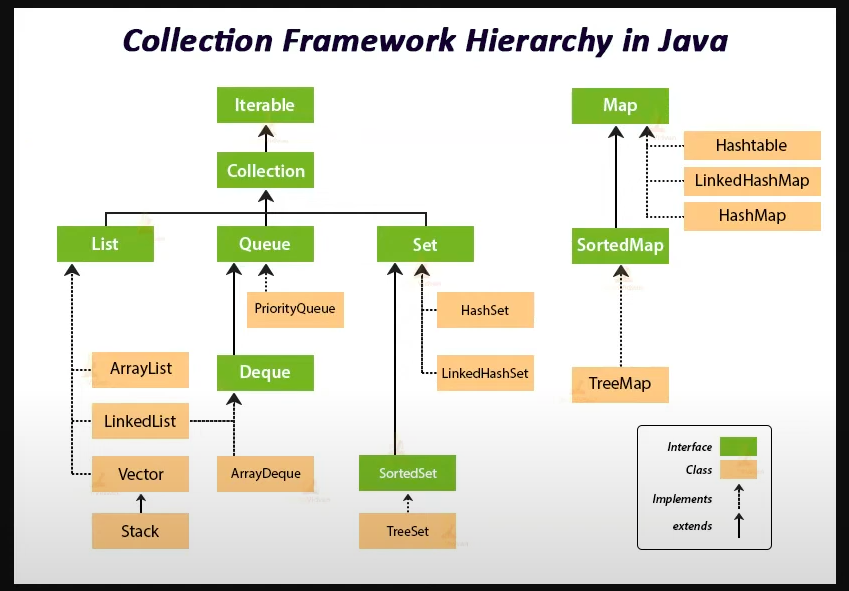 Collection Framework Hierarchy in Java
Iterable
Map
Hashtable
Collection
LinkedHashMap
HashMap
List
Queue
Set
SortedMap
PriorityQueue
HashSet
ArrayList
Deque
LinkedHashSet
TreeMap
LinkedList
Interface
Vector
ArrayDeque
SortedSet
Class
Implements
Stack
TreeSet
extends